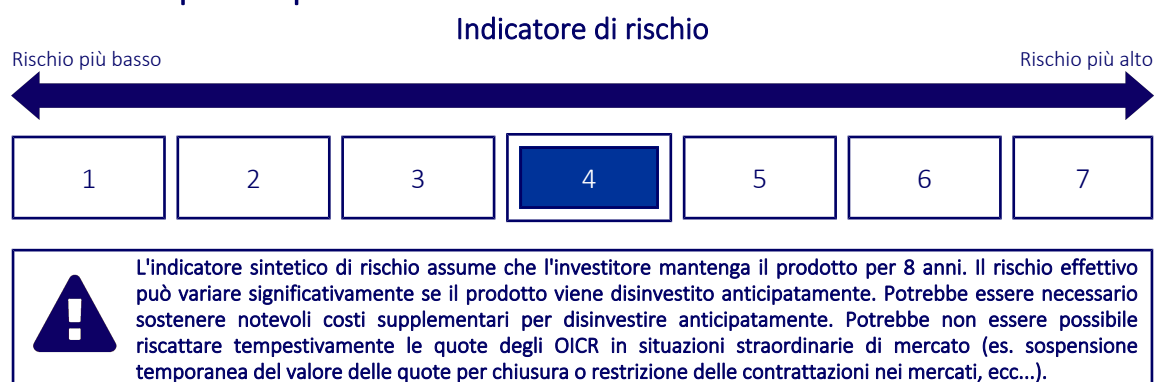 Indicatore di rischio
Rischio più basso Rischio più alto
1 2 3 4 5 6 7
L'indicatore sintetico di rischio assume che l'investitore mantenga il prodotto per 8 anni. Il rischio effettivo
può variare significativamente se il prodotto viene disinvestito anticipatamente. Potrebbe essere necessario
sostenere notevoli costi supplementari per disinvestire anticipatamente. Potrebbe non essere possibile
riscattare tempestivamente le quote degli OICR in situazioni straordinarie di mercato (es. sospensione
temporanea del valore delle quote per chiusura o restrizione delle contrattazioni nei mercati, ecc...).